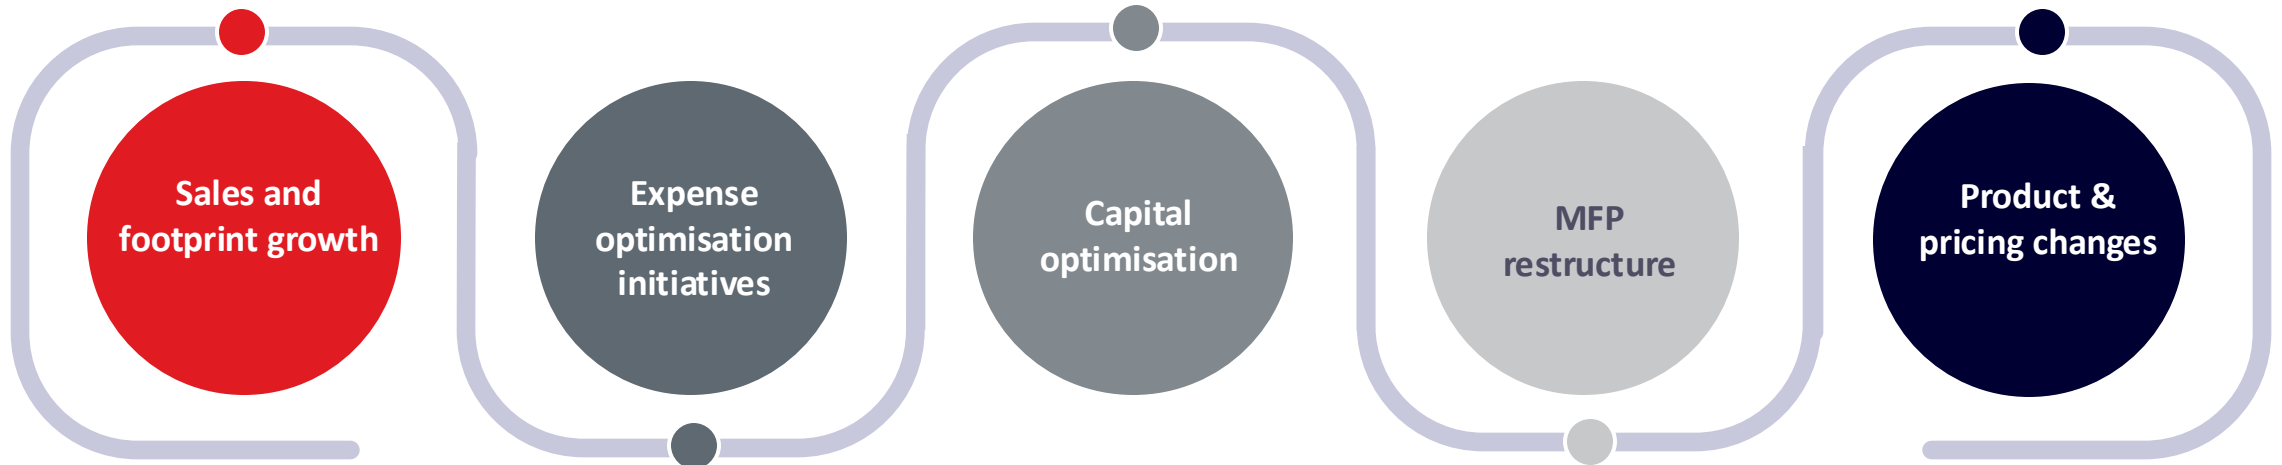 Sales and
footprint growth
Expense
optimisation
initiatives
Capital
optimisation
MFP
restructure
Product &
pricing changes